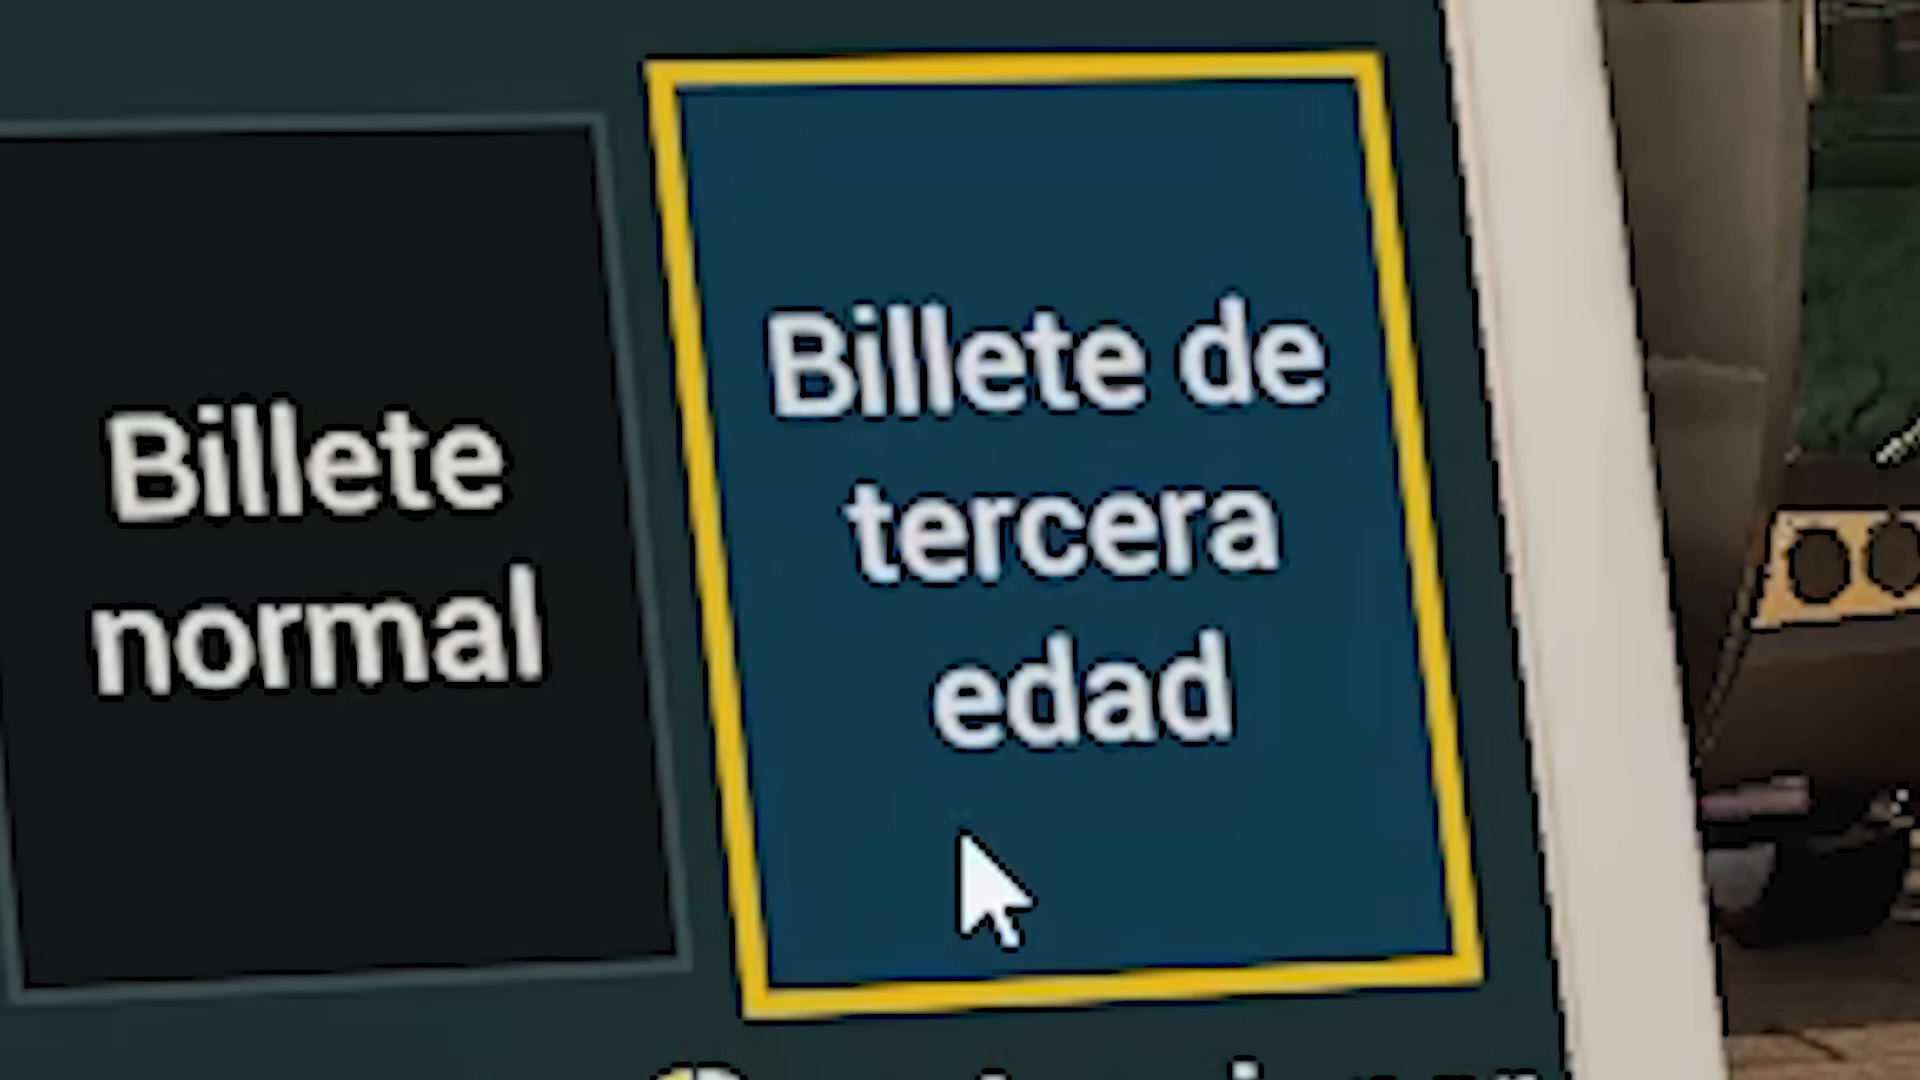 Billete
normal
Billete de
tercera
edad